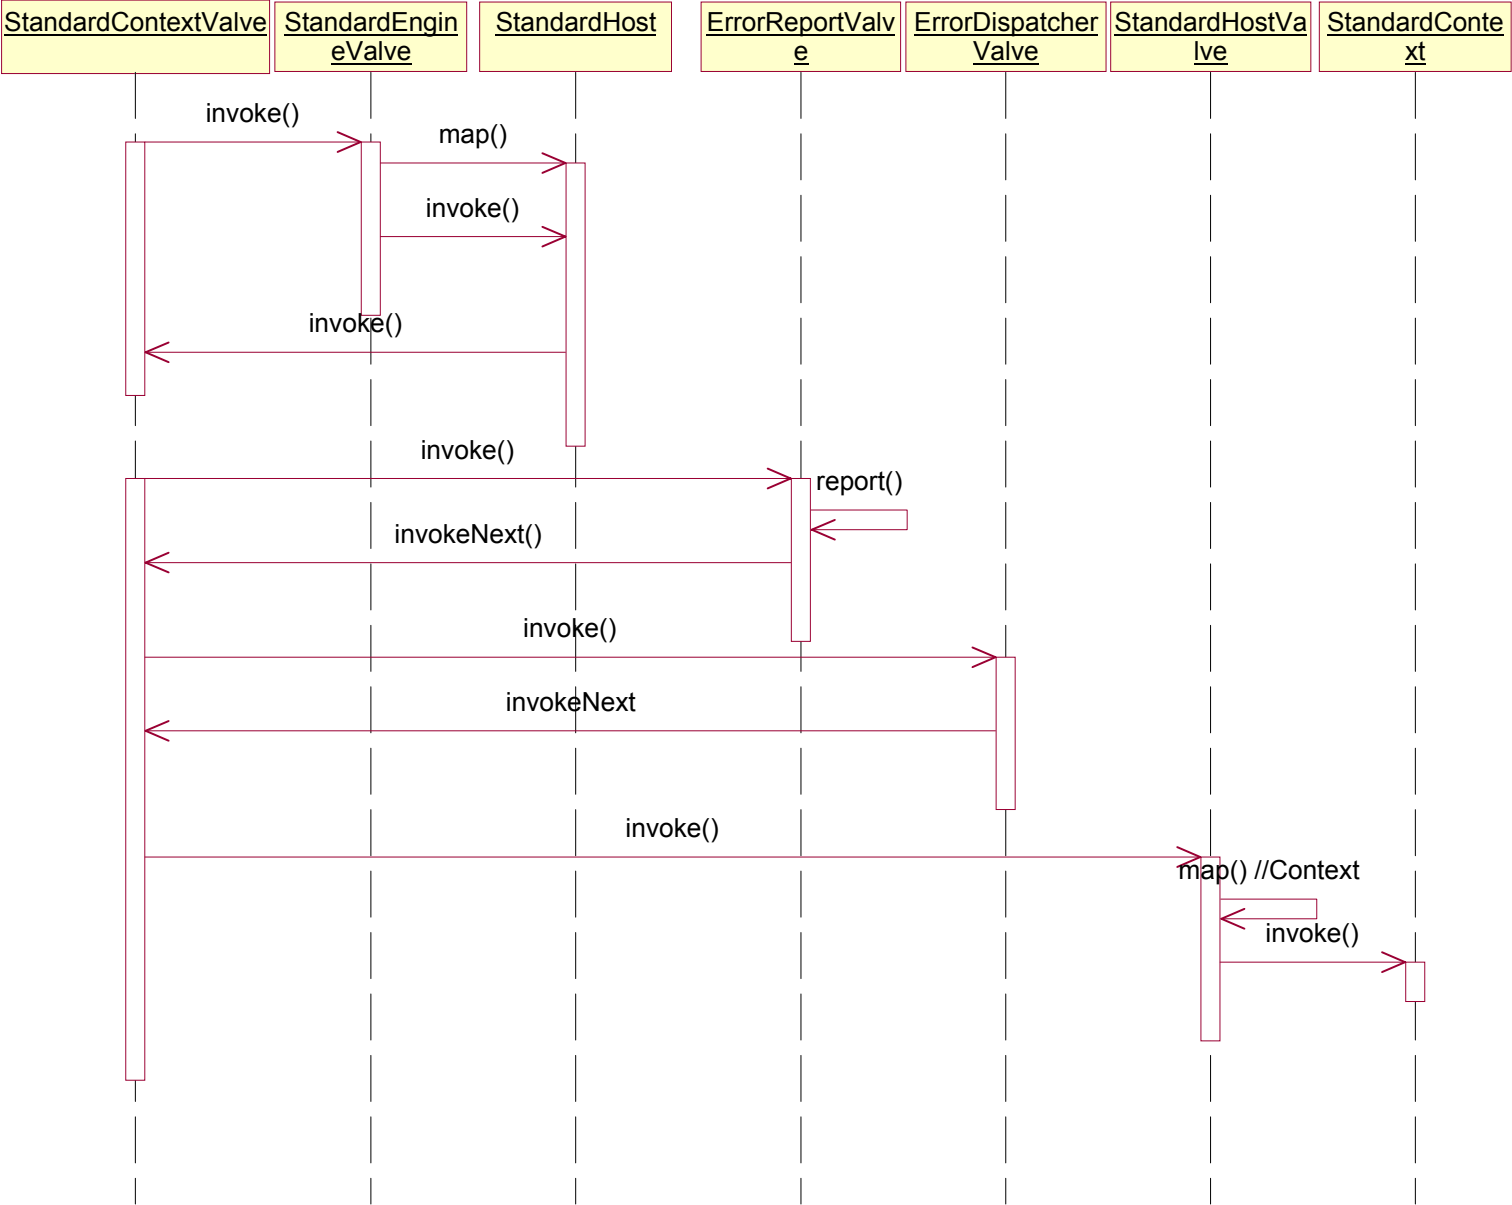 StandardContextValve
StandardEngin
eValve
StandardHost
ErrorReportValv
e
ErrorDispatcher
Valve
StandardHostVa
lve
StandardConte
xt
invoke()
map()
invoke()
invoke()
invoke()
report()
invokeNext()
invoke()
invokeNext
invoke()
map() //Context
invoke()